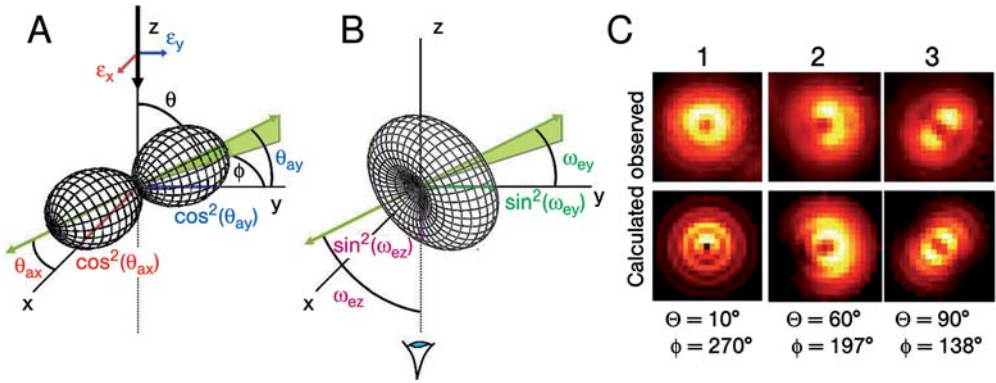 A
z
ε_y
ε_x
θ
θ_ay
ϕ
y
cos²(θ_ay)
cos²(θ_ax)
θ_ax
x
B
z
ω_ey
y
sin²(ω_ey)
sin²(ω_ez)
x
ω_ez
C
1 2 3
observed
Calculated
Θ = 10° Θ = 60° Θ = 90°
ϕ = 270° ϕ = 197° ϕ = 138°